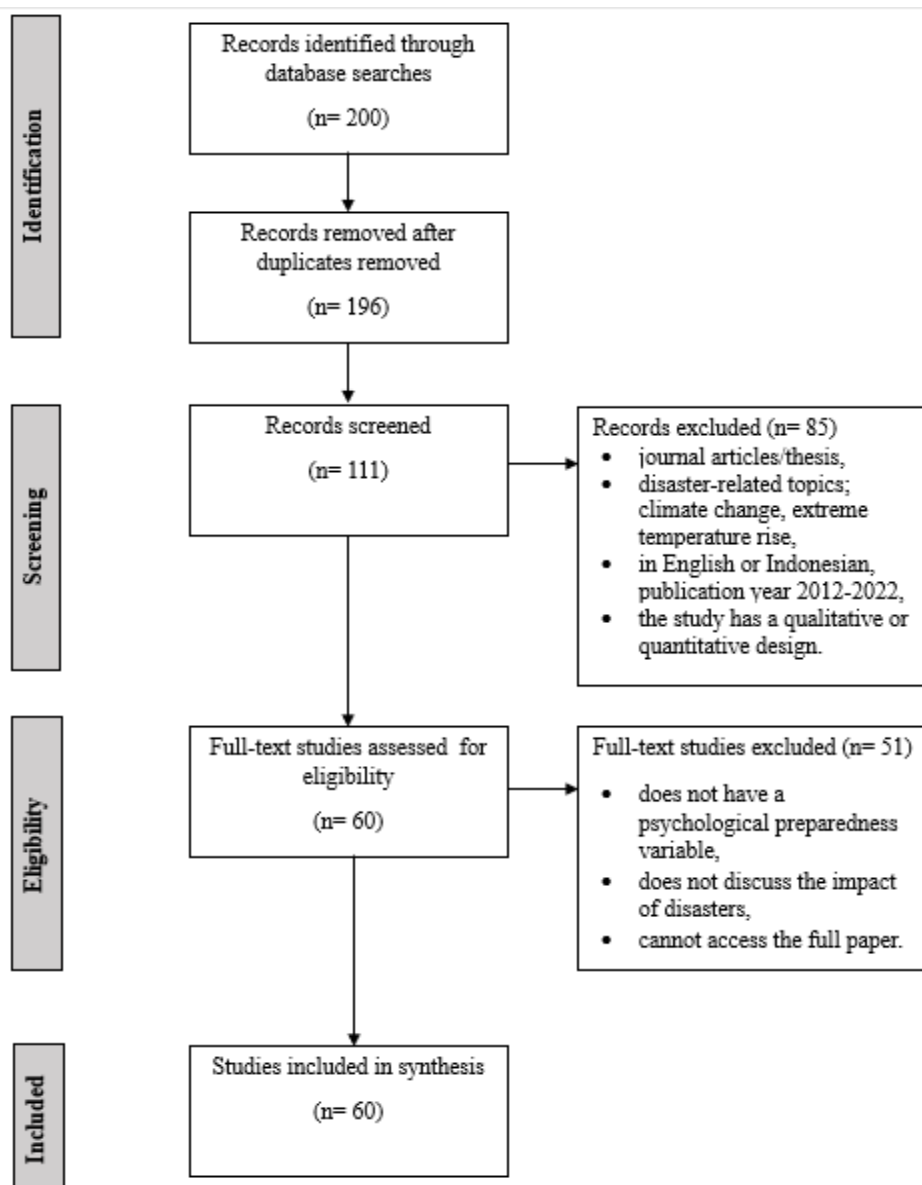 Identification
Records identified through
database searches
(n= 200)
Records removed after
duplicates removed
(n= 196)
Screening
Records screened
(n= 111)
Records excluded (n= 85)
• journal articles/thesis,
• disaster-related topics;
climate change, extreme
temperature rise,
• in English or Indonesian,
publication year 2012-2022,
• the study has a qualitative or
quantitative design.
Eligibility
Full-text studies assessed for
eligibility
(n= 60)
Full-text studies excluded (n= 51)
• does not have a
psychological preparedness
variable,
• does not discuss the impact
of disasters,
• cannot access the full paper.
Included
Studies included in synthesis
(n= 60)